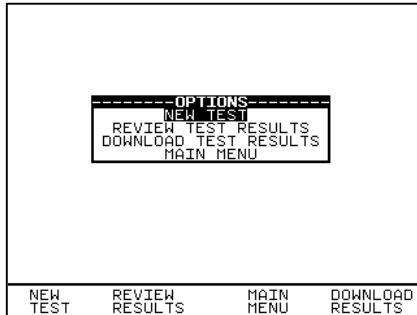 --------OPTIONS--------
NEW TEST
REVIEW TEST RESULTS
DOWNLOAD TEST RESULTS
MAIN MENU
NEW REVIEW MAIN DOWNLOAD
TEST RESULTS MENU RESULTS